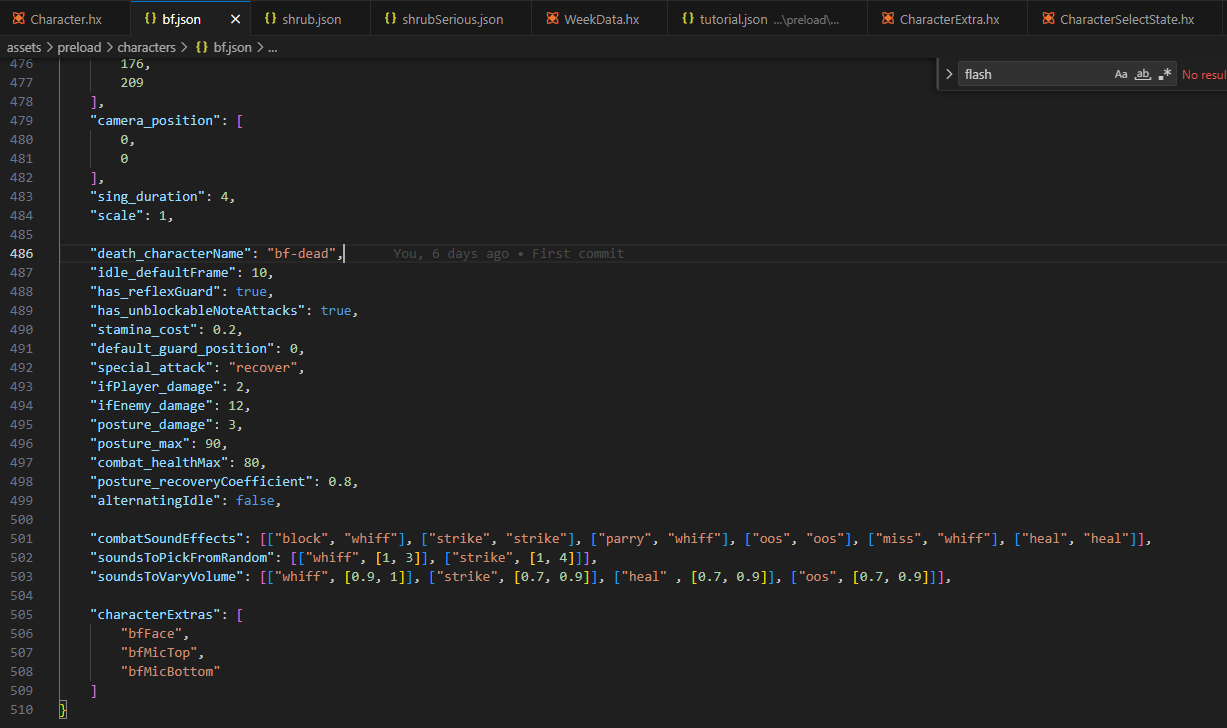 Character.hx bf.json shrub.json shrubSerious.json WeekData.hx tutorial.json ...\preload\... CharacterExtra.hx CharacterSelectState.hx
assets > preload > characters > {} bf.json > ...
flash Aa ab .* No resul
476 176,
477 209
478 ],
479 "camera_position": [
480 0,
481 0
482 ],
483 "sing_duration": 4,
484 "scale": 1,
485
486 "death_characterName": "bf-dead", You, 6 days ago • First commit
487 "idle_defaultFrame": 10,
488 "has_reflexGuard": true,
489 "has_unblockableNoteAttacks": true,
490 "stamina_cost": 0.2,
491 "default_guard_position": 0,
492 "special_attack": "recover",
493 "ifPlayer_damage": 2,
494 "ifEnemy_damage": 12,
495 "posture_damage": 3,
496 "posture_max": 90,
497 "combat_healthMax": 80,
498 "posture_recoveryCoefficient": 0.8,
499 "alternatingIdle": false,
500
501 "combatSoundEffects": [["block", "whiff"], ["strike", "strike"], ["parry", "whiff"], ["oos", "oos"], ["miss", "whiff"], ["heal", "heal"]],
502 "soundsToPickFromRandom": [["whiff", [1, 3]], ["strike", [1, 4]]],
503 "soundsToVaryVolume": [["whiff", [0.9, 1]], ["strike", [0.7, 0.9]], ["heal" , [0.7, 0.9]], ["oos", [0.7, 0.9]]],
504
505 "characterExtras": [
506 "bfFace",
507 "bfMicTop",
508 "bfMicBottom"
509 ]
510 }